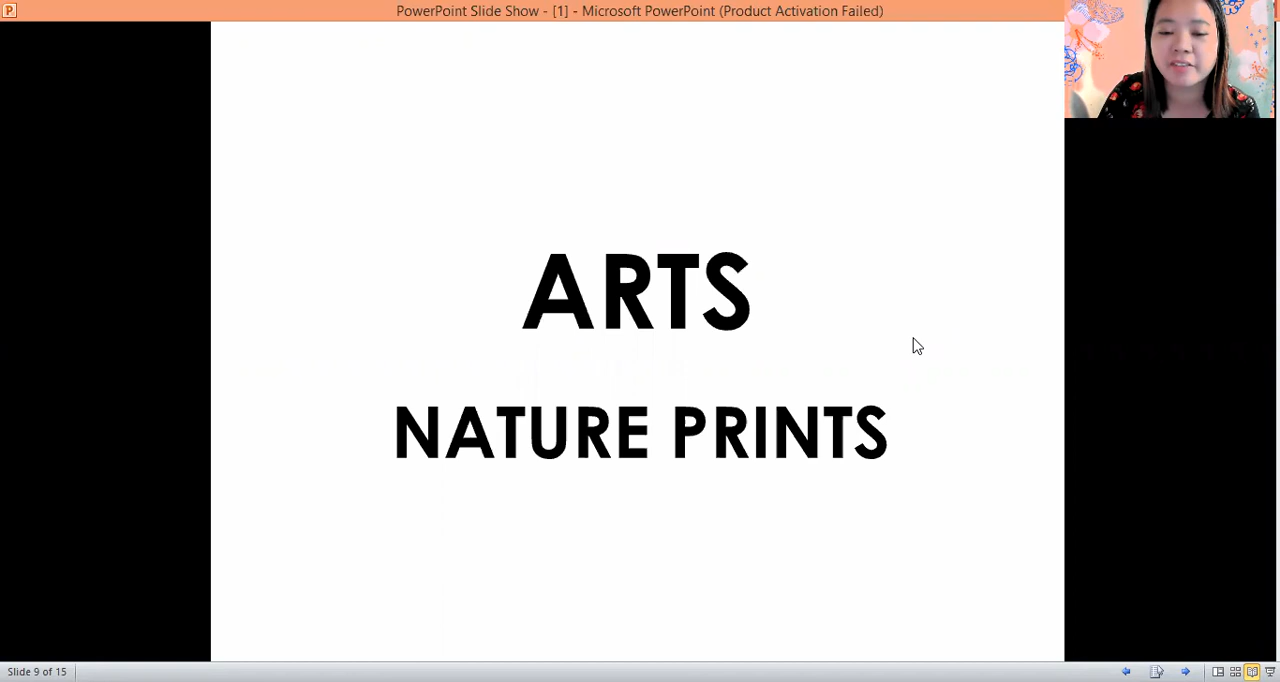 PowerPoint Slide Show - [1] - Microsoft PowerPoint (Product Activation Failed)
ARTS
NATURE PRINTS
Slide 9 of 15